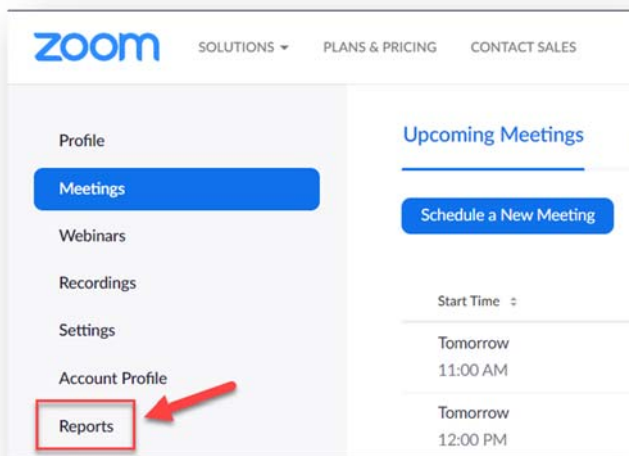 zoom SOLUTIONS PLANS & PRICING CONTACT SALES
Profile
Meetings
Webinars
Recordings
Settings
Account Profile
Reports
Upcoming Meetings
Schedule a New Meeting
Start Time
Tomorrow
11:00 AM
Tomorrow
12:00 PM